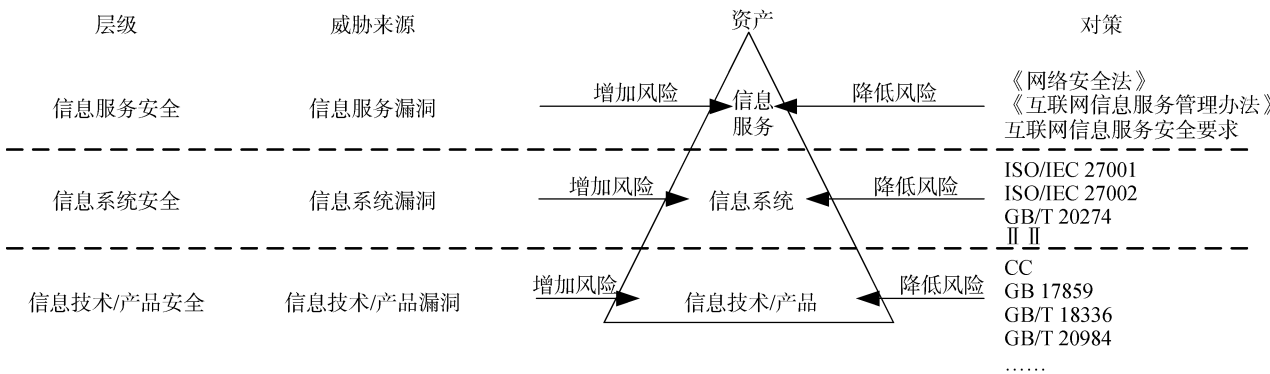 层级 威胁来源 资产 对策
信息服务安全 信息服务漏洞 增加风险 信息 降低风险 《网络安全法》
服务 《互联网信息服务管理办法》
互联网信息服务安全要求
信息系统安全 信息系统漏洞 增加风险 信息系统 降低风险 ISO/IEC 27001
ISO/IEC 27002
GB/T 20274
信息技术/产品安全 信息技术/产品漏洞 增加风险 信息技术/产品 降低风险 CC
GB 17859
GB/T 18336
GB/T 20984
……